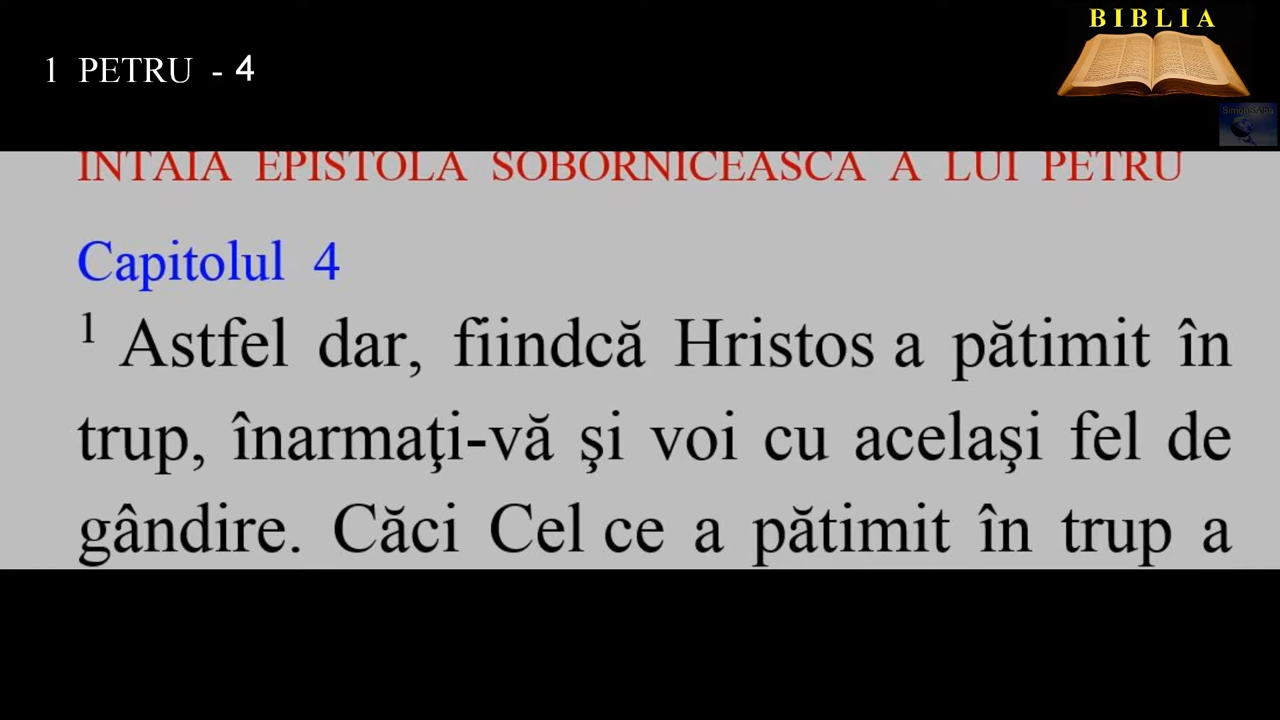 BIBLIA
1 PETRU - 4
INTAIA EPISTOLA SOBORNICEASCA A LUI PETRU
Capitolul 4
1 Astfel dar, fiindcă Hristos a pătimit în
trup, înarmaţi-vă şi voi cu acelaşi fel de
gândire. Căci Cel ce a pătimit în trup a